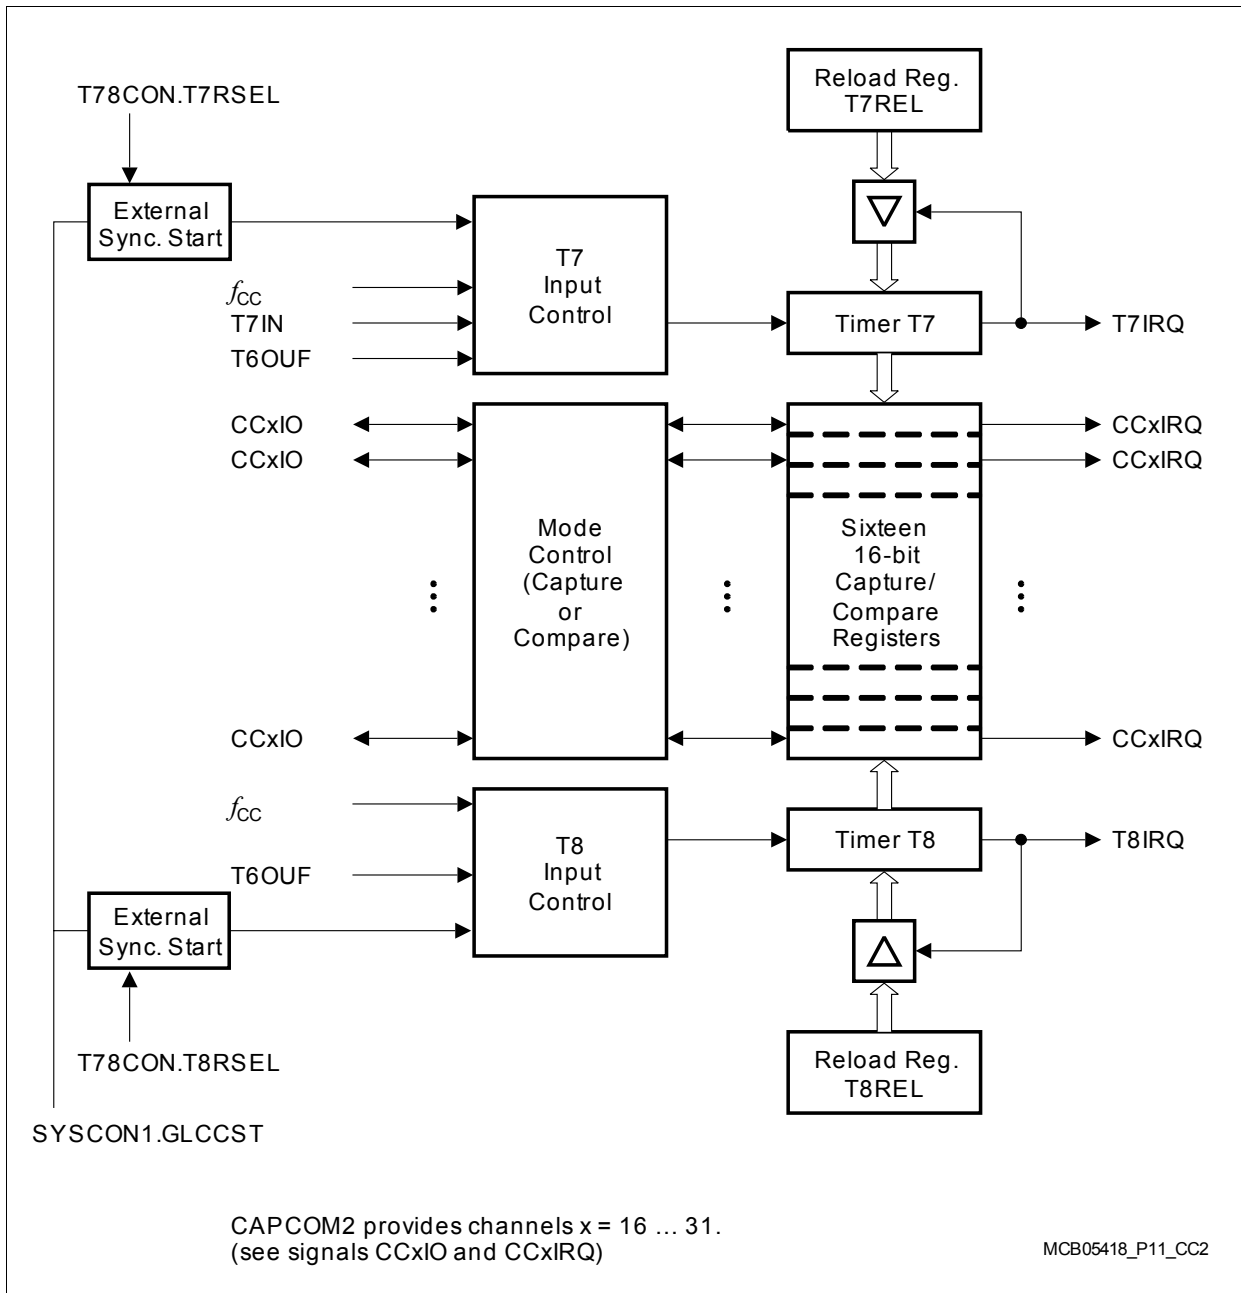 Reload Reg.
T7REL
T78CON.T7RSEL
External
Sync. Start
T7
Input
Control
fCC
T7IN
T6OUF
Timer T7
T7IRQ
CCxIO
CCxIRQ
CCxIO
CCxIRQ
Mode
Control
(Capture
or
Compare)
Sixteen
16-bit
Capture/
Compare
Registers
CCxIO
CCxIRQ
fCC
T6OUF
T8
Input
Control
Timer T8
T8IRQ
External
Sync. Start
T78CON.T8RSEL
Reload Reg.
T8REL
SYSCON1.GLCCST
CAPCOM2 provides channels x = 16 … 31.
(see signals CCxIO and CCxIRQ)
MCB05418_P11_CC2